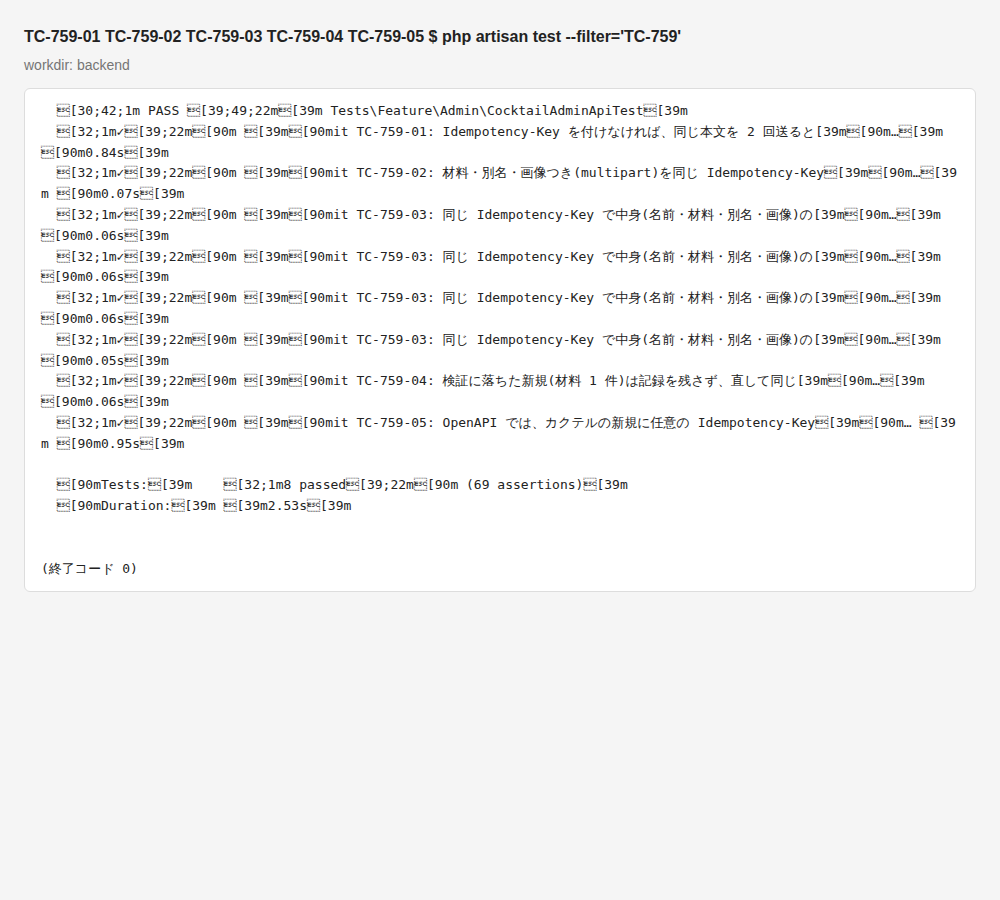 TC-759-01 TC-759-02 TC-759-03 TC-759-04 TC-759-05 $ php artisan test --filter='TC-759'
workdir: backend
␛[30;42;1m PASS ␛[39;49;22m␛[39m Tests\Feature\Admin\CocktailAdminApiTest␛[39m
␛[32;1m✓␛[39;22m␛[90m ␛[39m␛[90mit TC-759-01: Idempotency-Key を付けなければ、同じ本文を 2 回送ると[39m␛[90m…␛[39m
␛[90m0.84s␛[39m
␛[32;1m✓␛[39;22m␛[90m ␛[39m␛[90mit TC-759-02: 材料・別名・画像つき(multipart)を同じ Idempotency-Key␛[39m␛[90m…␛[39
m ␛[90m0.07s␛[39m
␛[32;1m✓␛[39;22m␛[90m ␛[39m␛[90mit TC-759-03: 同じ Idempotency-Key で中身(名前・材料・別名・画像)の[39m␛[90m…␛[39m
␛[90m0.06s␛[39m
␛[32;1m✓␛[39;22m␛[90m ␛[39m␛[90mit TC-759-03: 同じ Idempotency-Key で中身(名前・材料・別名・画像)の[39m␛[90m…␛[39m
␛[90m0.06s␛[39m
␛[32;1m✓␛[39;22m␛[90m ␛[39m␛[90mit TC-759-03: 同じ Idempotency-Key で中身(名前・材料・別名・画像)の[39m␛[90m…␛[39m
␛[90m0.06s␛[39m
␛[32;1m✓␛[39;22m␛[90m ␛[39m␛[90mit TC-759-03: 同じ Idempotency-Key で中身(名前・材料・別名・画像)の[39m␛[90m…␛[39m
␛[90m0.05s␛[39m
␛[32;1m✓␛[39;22m␛[90m ␛[39m␛[90mit TC-759-04: 検証に落ちた新規(材料 1 件)は記録を残さず、直して同じ[39m␛[90m…␛[39m
␛[90m0.06s␛[39m
␛[32;1m✓␛[39;22m␛[90m ␛[39m␛[90mit TC-759-05: OpenAPI では、カクテルの新規に任意の Idempotency-Key␛[39m␛[90m… ␛[39
m ␛[90m0.95s␛[39m
␛[90mTests:␛[39m    ␛[32;1m8 passed␛[39;22m␛[90m (69 assertions)␛[39m
␛[90mDuration:␛[39m ␛[39m2.53s␛[39m
(終了コード 0)